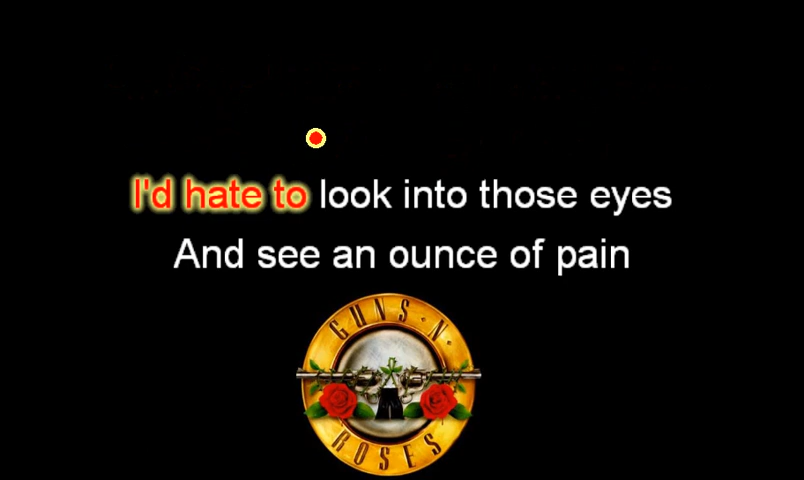 I'd hate to look into those eyes
And see an ounce of pain
GUNS N'
ROSES